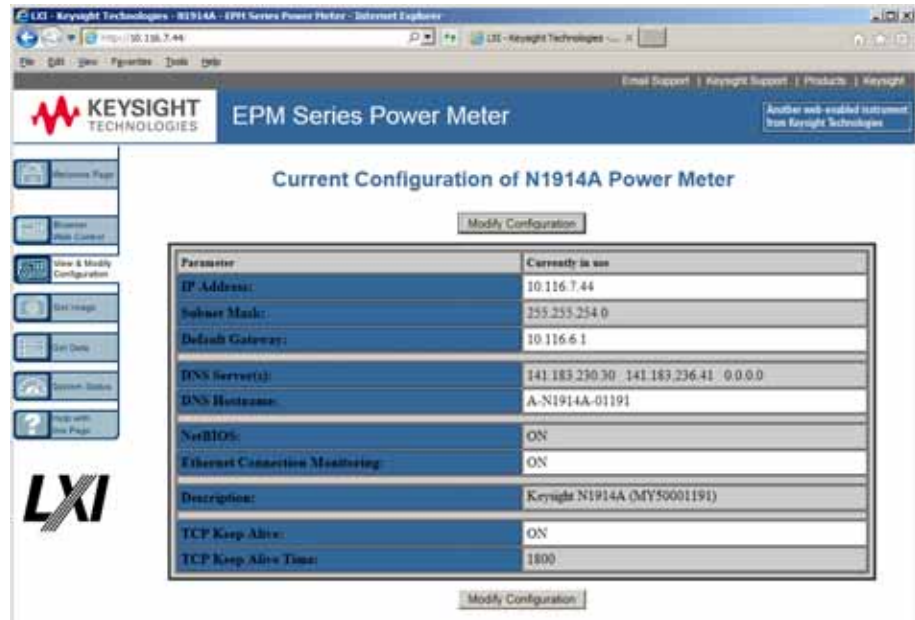 LXI - Keysight Technologies - N1914A - EPM Series Power Meter - Internet Explorer
10.116.7.44
LXI - Keysight Technologies
File Edit View Favorites Tools Help
Email Support | Keysight Support | Products | Keysight
KEYSIGHT
TECHNOLOGIES
EPM Series Power Meter
Another web-enabled instrument
from Keysight Technologies
Welcome Page
Browser
Web Control
View & Modify
Configuration
Get Image
Get Data
System Status
Help with
this Page
LXI
Current Configuration of N1914A Power Meter
Modify Configuration
Parameter Currently in use
IP Address: 10.116.7.44
Subnet Mask: 255.255.254.0
Default Gateway: 10.116.6.1
DNS Server(s): 141.183.230.30 141.183.236.41 0.0.0.0
DNS Hostname: A-N1914A-01191
NetBIOS: ON
Ethernet Connection Monitoring: ON
Description: Keysight N1914A (MY50001191)
TCP Keep Alive: ON
TCP Keep Alive Time: 1800
Modify Configuration